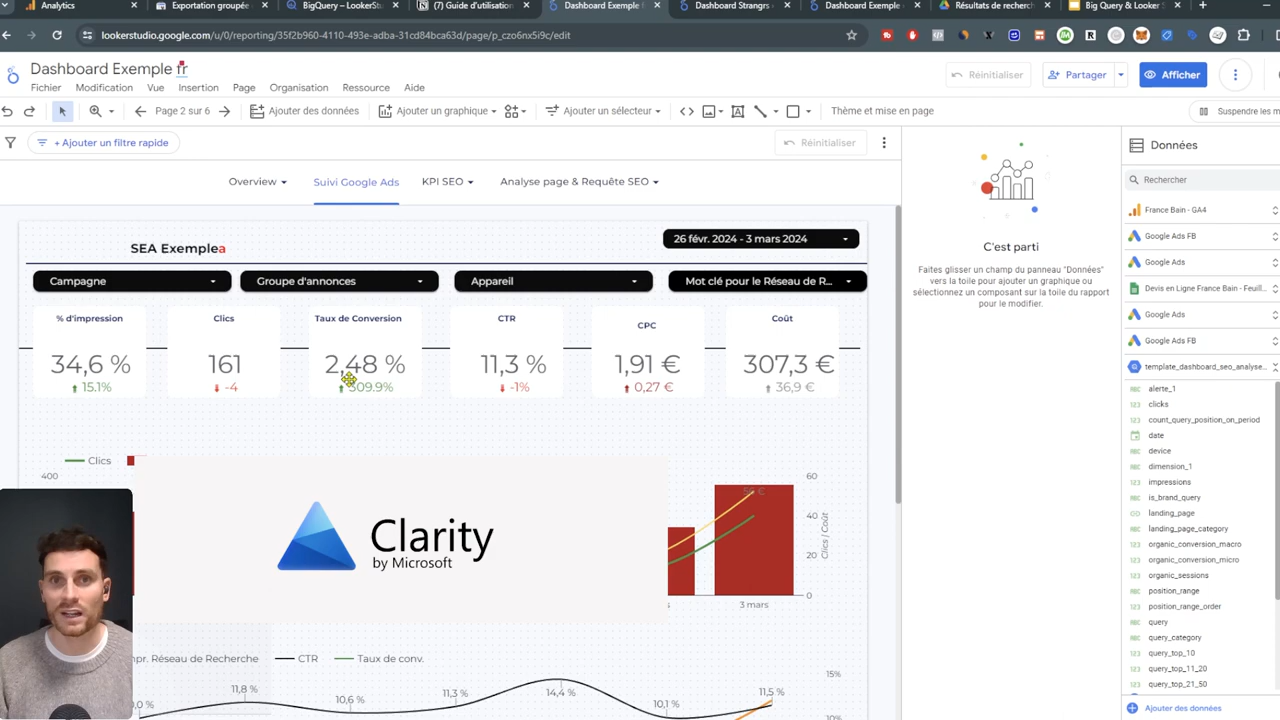 Analytics
Exportation groupée
BigQuery – LookerStu
(7) Guide d'utilisation
Dashboard Exemple
Dashboard Strangrs
Dashboard Exemple
Résultats de recherch
Big Query & Looker S
lookerstudio.google.com/u/0/reporting/35f2b960-4110-493e-adba-31cd84bca63d/page/p_czo6nx5i9c/edit
Dashboard Exemple fr
Réinitialiser
Partager
Afficher
Fichier Modification Vue Insertion Page Organisation Ressource Aide
Page 2 sur 6
Ajouter des données
Ajouter un graphique
Ajouter un sélecteur
Thème et mise en page
Suspendre les m
+ Ajouter un filtre rapide
Réinitialiser
Overview
Suivi Google Ads
KPI SEO
Analyse page & Requête SEO
SEA Exemplea
26 févr. 2024 - 3 mars 2024
Campagne
Groupe d'annonces
Appareil
Mot clé pour le Réseau de R...
% d'impression
34,6 %
15.1%
Clics
161
-4
Taux de Conversion
2,48 %
309.9%
CTR
11,3 %
-1%
CPC
1,91 €
0,27 €
Coût
307,3 €
36,9 €
Clics
400
60
56 €
40
20
0
Clics / Coût
3 mars
Clarity
by Microsoft
mpr. Réseau de Recherche
CTR
Taux de conv.
15%
11,8 %
10,6 %
11,3 %
14,4 %
10,1 %
11,5 %
10%
C'est parti
Faites glisser un champ du panneau "Données"
vers la toile pour ajouter un graphique ou
sélectionnez un composant sur la toile du rapport
pour le modifier.
Données
Rechercher
France Bain - GA4
Google Ads FB
Google Ads
Devis en Ligne France Bain - Feuill...
Google Ads
Google Ads FB
template_dashboard_seo_analyse...
alerte_1
clicks
count_query_position_on_period
date
device
dimension_1
impressions
is_brand_query
landing_page
landing_page_category
organic_conversion_macro
organic_conversion_micro
organic_sessions
position_range
position_range_order
query
query_category
query_top_10
query_top_11_20
query_top_21_50
Ajouter des données